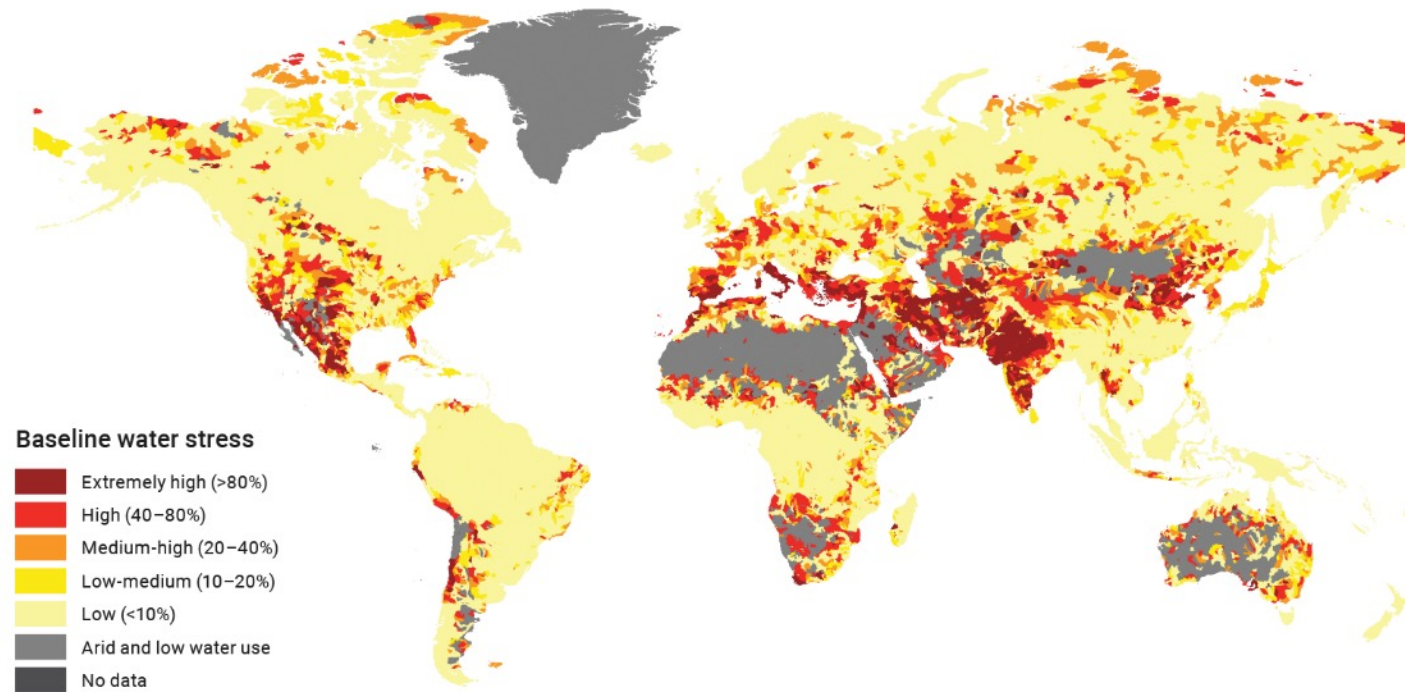 Baseline water stress
Extremely high (>80%)
High (40–80%)
Medium-high (20–40%)
Low-medium (10–20%)
Low (<10%)
Arid and low water use
No data